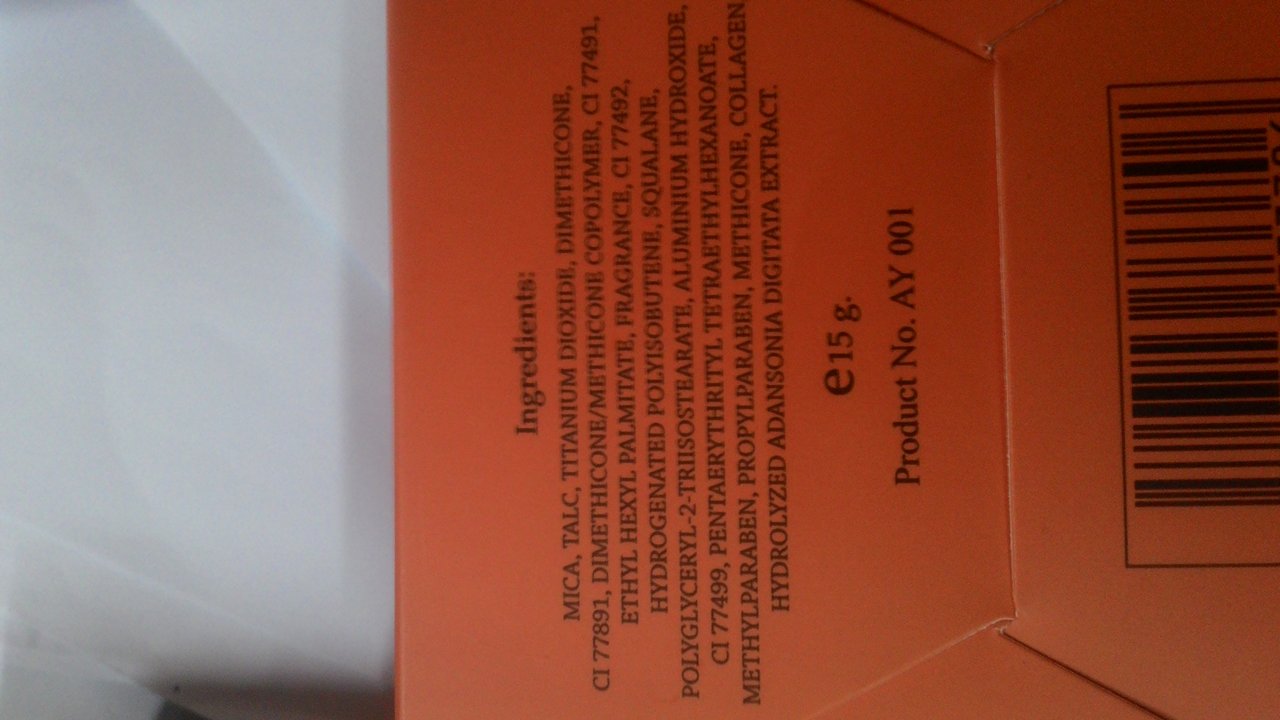 Ingredients:
MICA, TALC, TITANIUM DIOXIDE, DIMETHICONE,
CI 77891, DIMETHICONE/METHICONE COPOLYMER, CI 77491,
ETHYL HEXYL PALMITATE, FRAGRANCE, CI 77492,
HYDROGENATED POLYISOBUTENE, SQUALANE,
POLYGLYCERYL-2-TRIISOSTEARATE, ALUMINIUM HYDROXIDE,
CI 77499, PENTAERYTHRITYL TETRAETHYLHEXANOATE,
METHYLPARABEN, PROPYLPARABEN, METHICONE, COLLAGEN
HYDROLYZED ADANSONIA DIGITATA EXTRACT.
e15 g.
Product No. AY 001